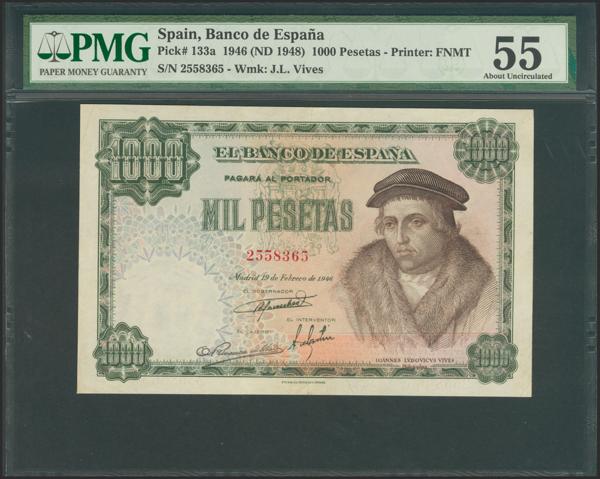 PMG
PAPER MONEY GUARANTY
Spain, Banco de España
Pick# 133a 1946 (ND 1948) 1000 Pesetas - Printer: FNMT
S/N 2558365 - Wmk: J.L. Vives
55
About Uncirculated
1000
1000
EL BANCO DE ESPAÑA
PAGARÁ AL PORTADOR
MIL PESETAS
2558365
Madrid 19 de Febrero de 1946
EL GOBERNADOR
EL INTERVENTOR
IOANNES LUDOVICUS VIVES
1000
1000